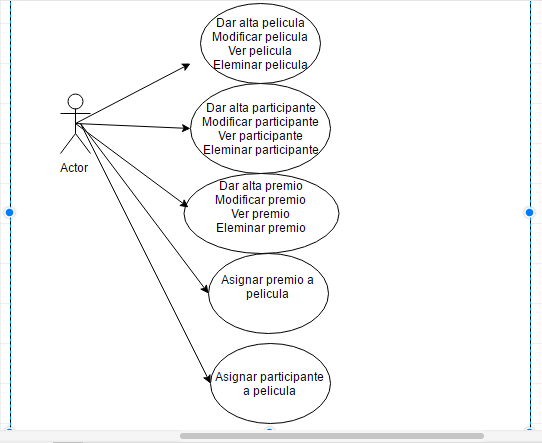 Dar alta pelicula
Modificar pelicula
Ver pelicula
Eleminar pelicula
Dar alta participante
Modificar participante
Ver participante
Eleminar participante
Actor
Dar alta premio
Modificar premio
Ver premio
Eleminar premio
Asignar premio a
pelicula
Asignar participante
a pelicula